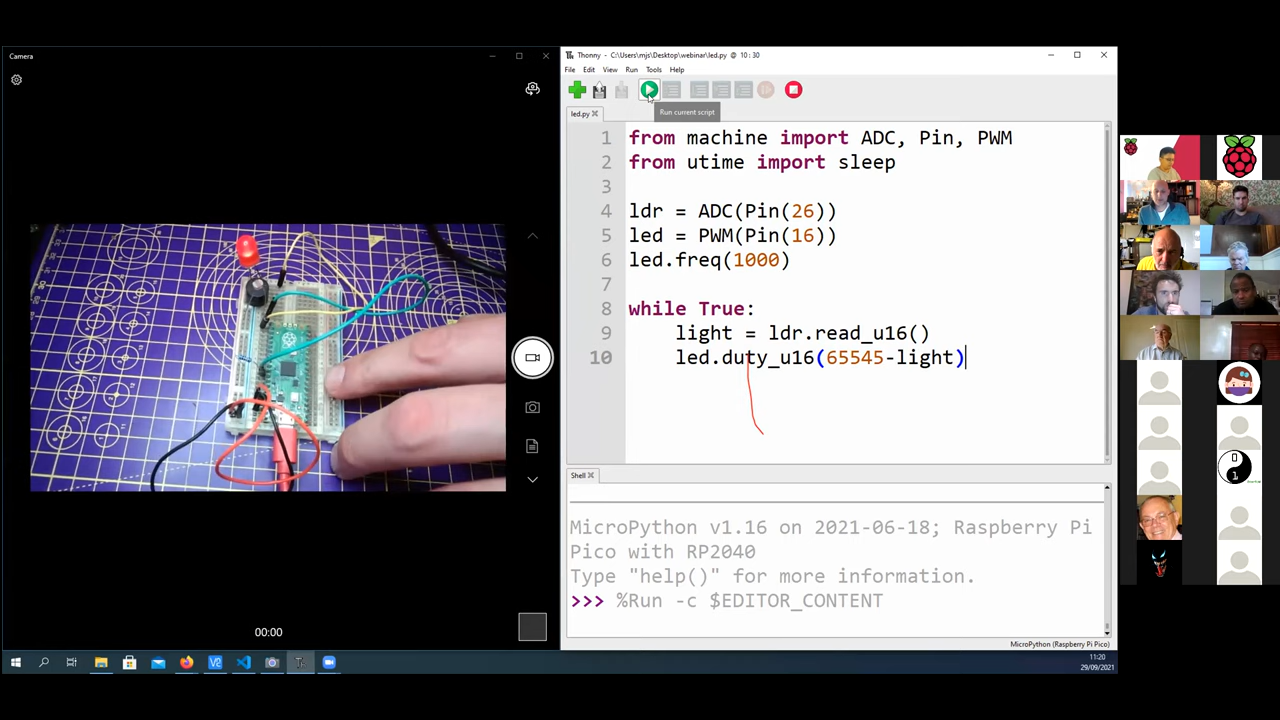 Camera
Thonny - C:\Users\mjs\Desktop\webinar\led.py @ 10 : 30
File Edit View Run Tools Help
Run current script
led.py
1 from machine import ADC, Pin, PWM
2 from utime import sleep
3
4 ldr = ADC(Pin(26))
5 led = PWM(Pin(16))
6 led.freq(1000)
7
8 while True:
9 light = ldr.read_u16()
10 led.duty_u16(65545-light)
Shell
MicroPython v1.16 on 2021-06-18; Raspberry Pi
Pico with RP2040
Type "help()" for more information.
>>> %Run -c $EDITOR_CONTENT
MicroPython (Raspberry Pi Pico)
00:00
11:20
29/09/2021
0
1